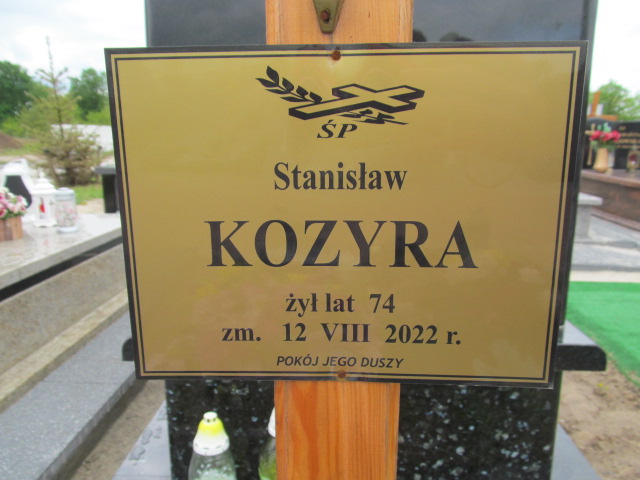 ŚP
Stanisław
KOZYRA
żył lat 74
zm. 12 VIII 2022 r.
POKÓJ JEGO DUSZY